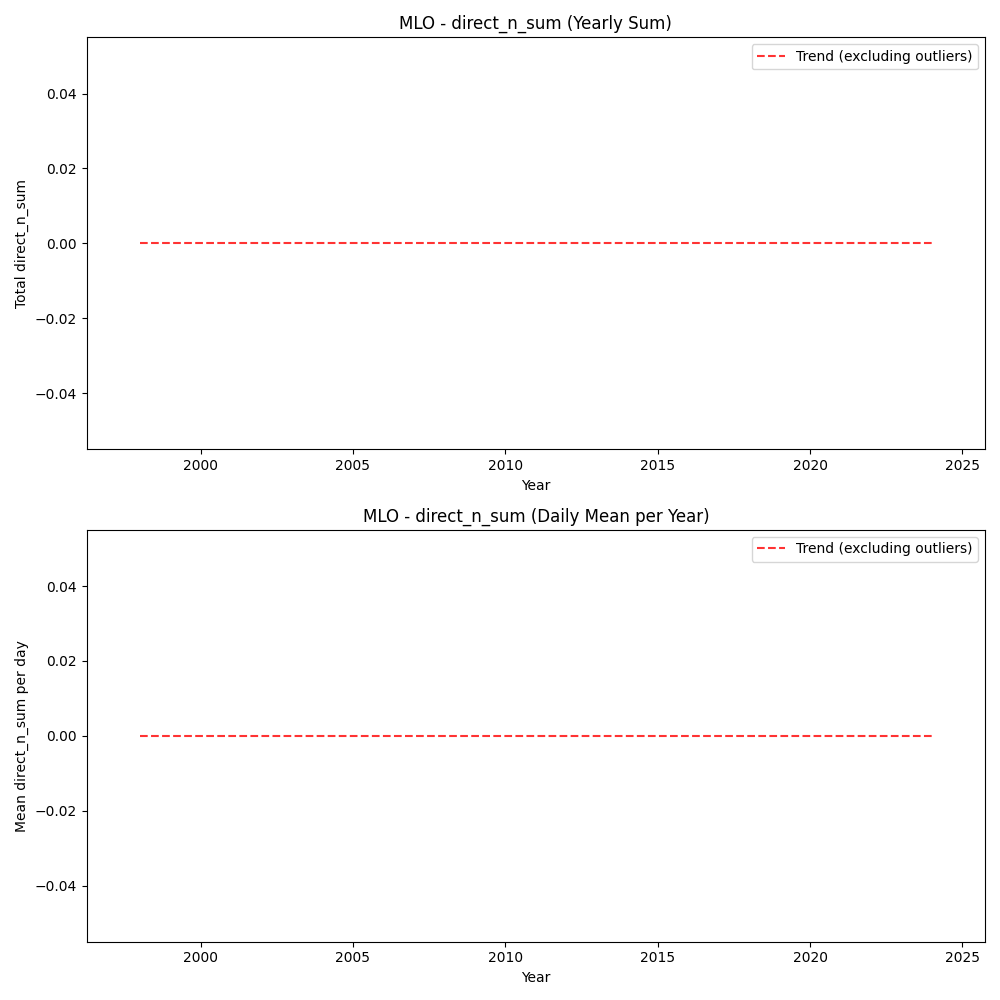 MLO - direct_n_sum (Yearly Sum)
Trend (excluding outliers)
Total direct_n_sum
0.04
0.02
0.00
−0.02
−0.04
2000 2005 2010 2015 2020 2025
Year
MLO - direct_n_sum (Daily Mean per Year)
Trend (excluding outliers)
Mean direct_n_sum per day
0.04
0.02
0.00
−0.02
−0.04
2000 2005 2010 2015 2020 2025
Year